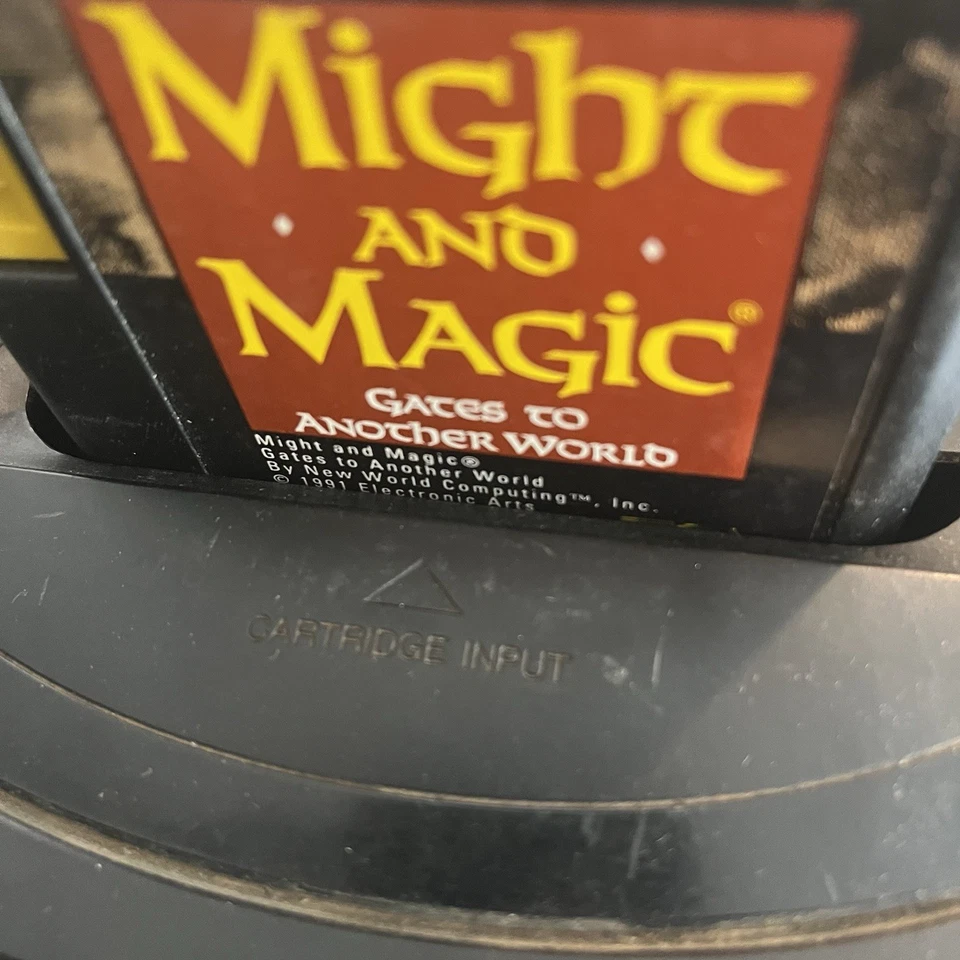 Might
and
Magic®
Gates to
Another World
Might and Magic®
Gates to Another World
By New World Computing™, Inc.
© 1991 Electronic Arts
CARTRIDGE INPUT